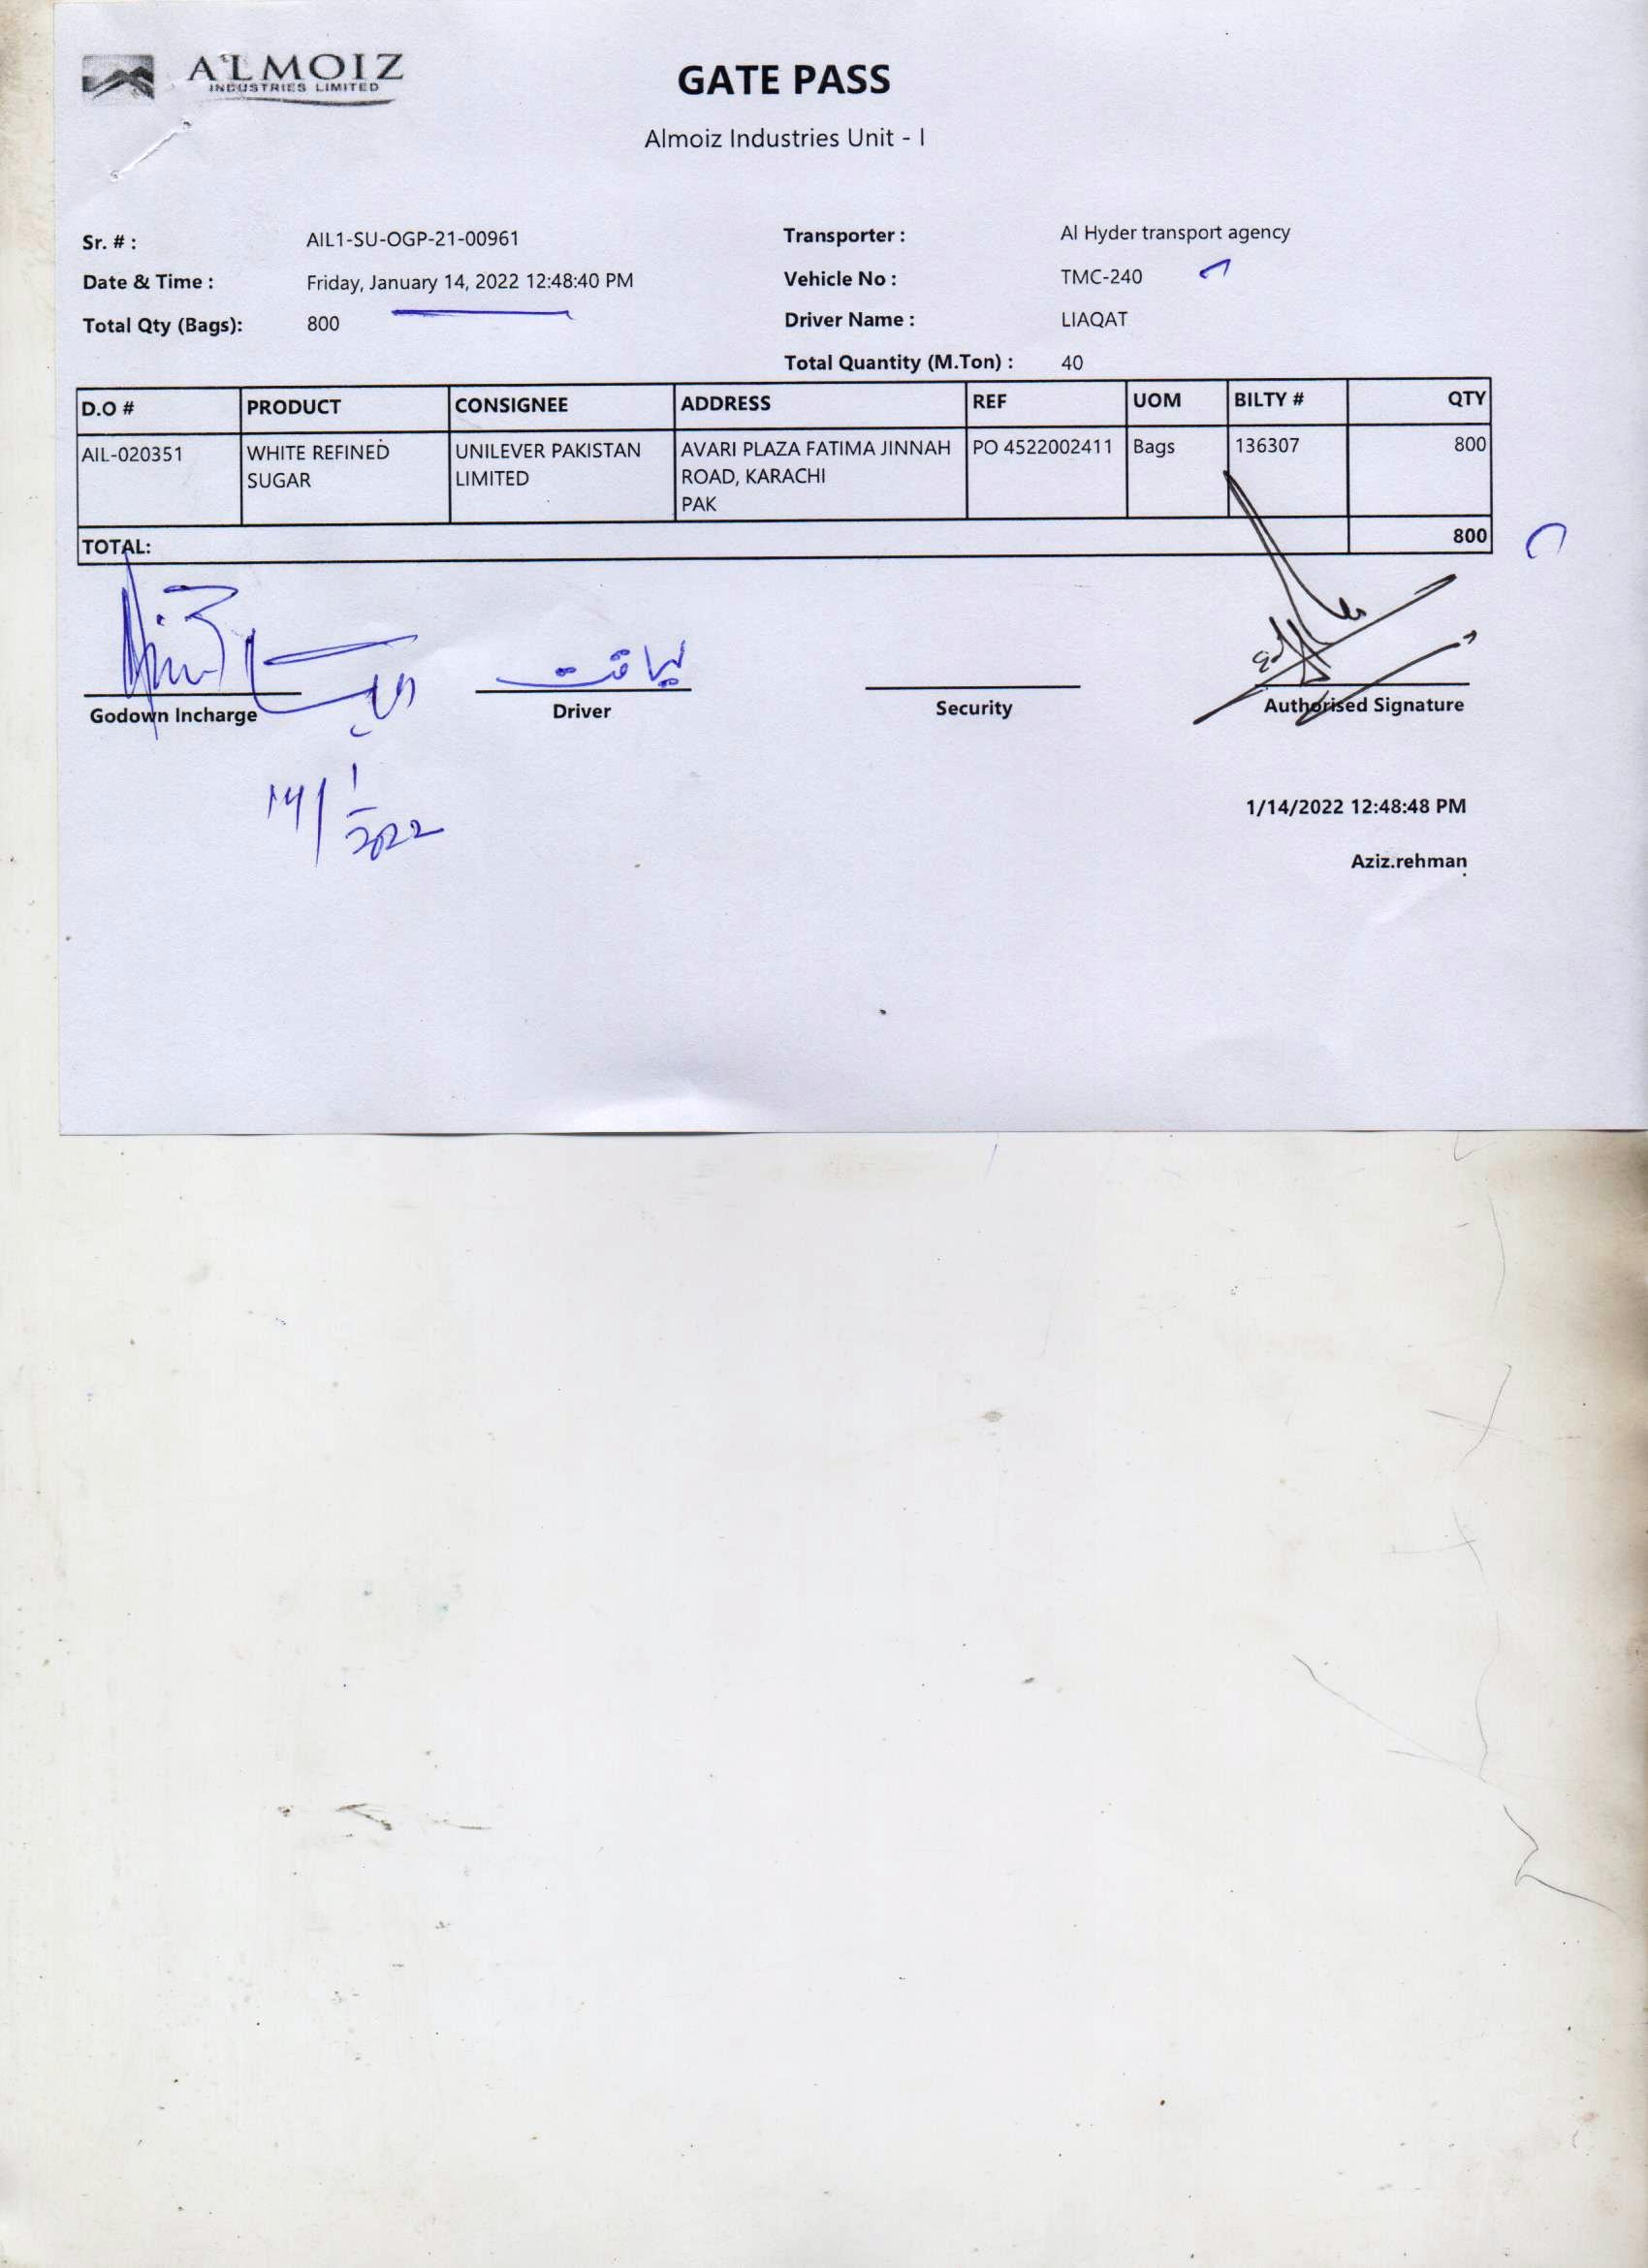 ALMOIZ
INDUSTRIES LIMITED
GATE PASS
Almoiz Industries Unit - I
Sr. # : AIL1-SU-OGP-21-00961
Date & Time : Friday, January 14, 2022 12:48:40 PM
Total Qty (Bags): 800
Transporter : Al Hyder transport agency
Vehicle No : TMC-240
Driver Name : LIAQAT
Total Quantity (M.Ton) : 40
D.O # PRODUCT CONSIGNEE ADDRESS REF UOM BILTY # QTY
AIL-020351 WHITE REFINED UNILEVER PAKISTAN AVARI PLAZA FATIMA JINNAH PO 4522002411 Bags 136307 800
SUGAR LIMITED ROAD, KARACHI
PAK
TOTAL: 800
لیاقت
Godown Incharge Driver Security Authorised Signature
14/1/2022
1/14/2022 12:48:48 PM
Aziz.rehman